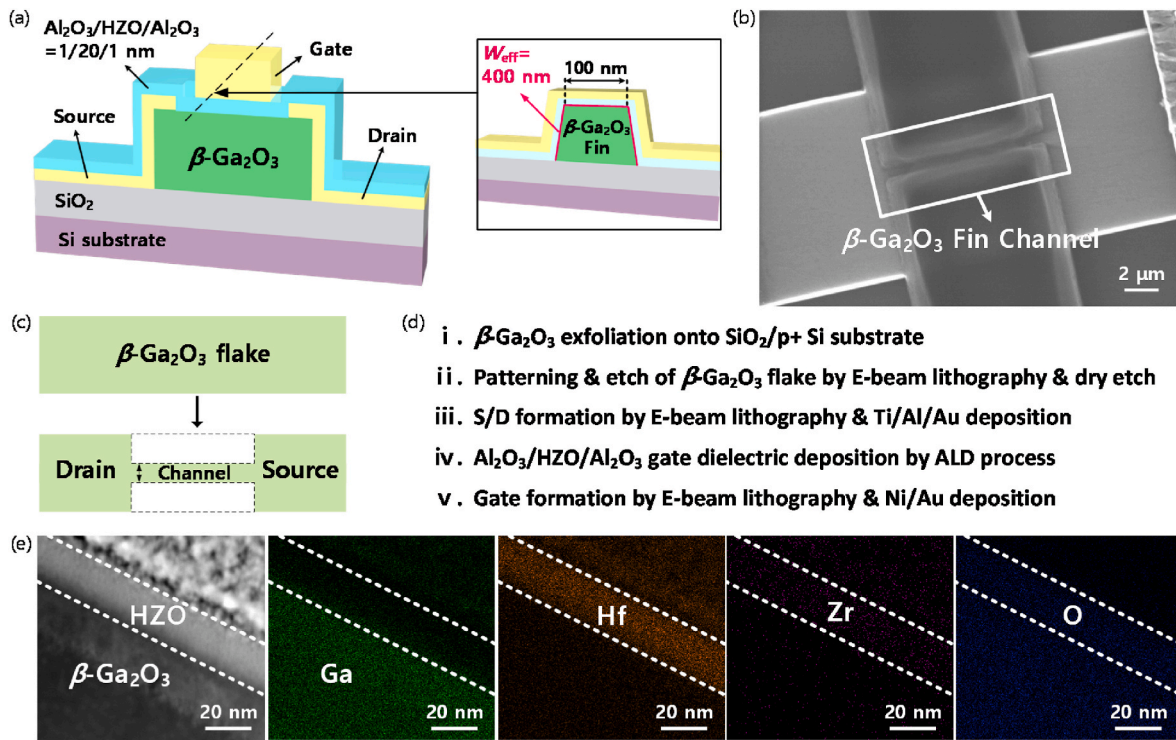 (a)
Al₂O₃/HZO/Al₂O₃
=1/20/1 nm
Gate
Source
Drain
β-Ga₂O₃
SiO₂
Si substrate
W_eff=
400 nm
100 nm
β-Ga₂O₃
Fin
(b)
β-Ga₂O₃ Fin Channel
2 μm
(c)
β-Ga₂O₃ flake
Drain
Channel
Source
(d)
i . β-Ga₂O₃ exfoliation onto SiO₂/p+ Si substrate
ii . Patterning & etch of β-Ga₂O₃ flake by E-beam lithography & dry etch
iii . S/D formation by E-beam lithography & Ti/Al/Au deposition
iv . Al₂O₃/HZO/Al₂O₃ gate dielectric deposition by ALD process
v . Gate formation by E-beam lithography & Ni/Au deposition
(e)
HZO
β-Ga₂O₃
20 nm
Ga
20 nm
Hf
20 nm
Zr
20 nm
O
20 nm